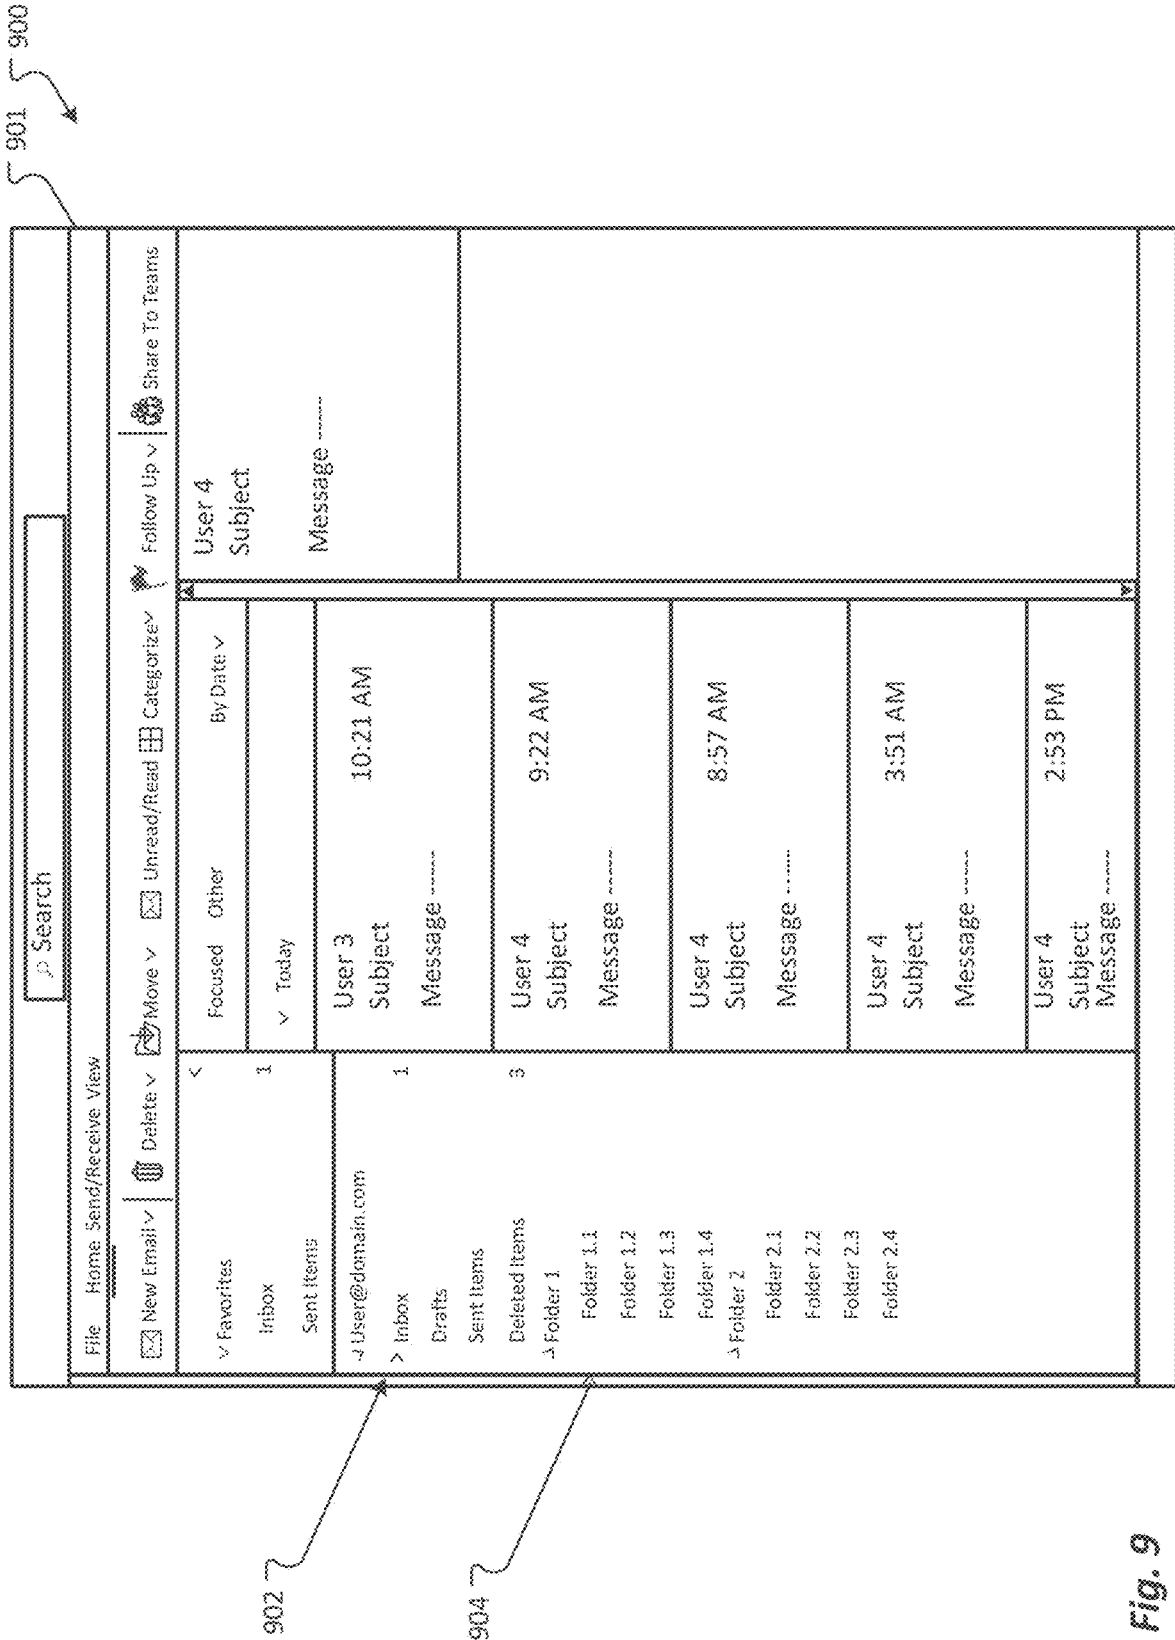 900
901
Search
File Home Send/Receive View
New Email Delete Move Unread/Read Categorize Follow Up Share To Teams
Favorites <
Inbox 1
Sent Items
User@domain.com
> Inbox 1
Drafts
Sent Items
Deleted Items 3
Folder 1
Folder 1.1
Folder 1.2
Folder 1.3
Folder 1.4
Folder 2
Folder 2.1
Folder 2.2
Folder 2.3
Folder 2.4
Focused Other By Date
Today
User 3
Subject 10:21 AM
Message -----
User 4
Subject 9:22 AM
Message -----
User 4
Subject 8:57 AM
Message -----
User 4
Subject 3:51 AM
Message -----
User 4
Subject 2:53 PM
Message -----
User 4
Subject
Message -----
902
904
Fig. 9